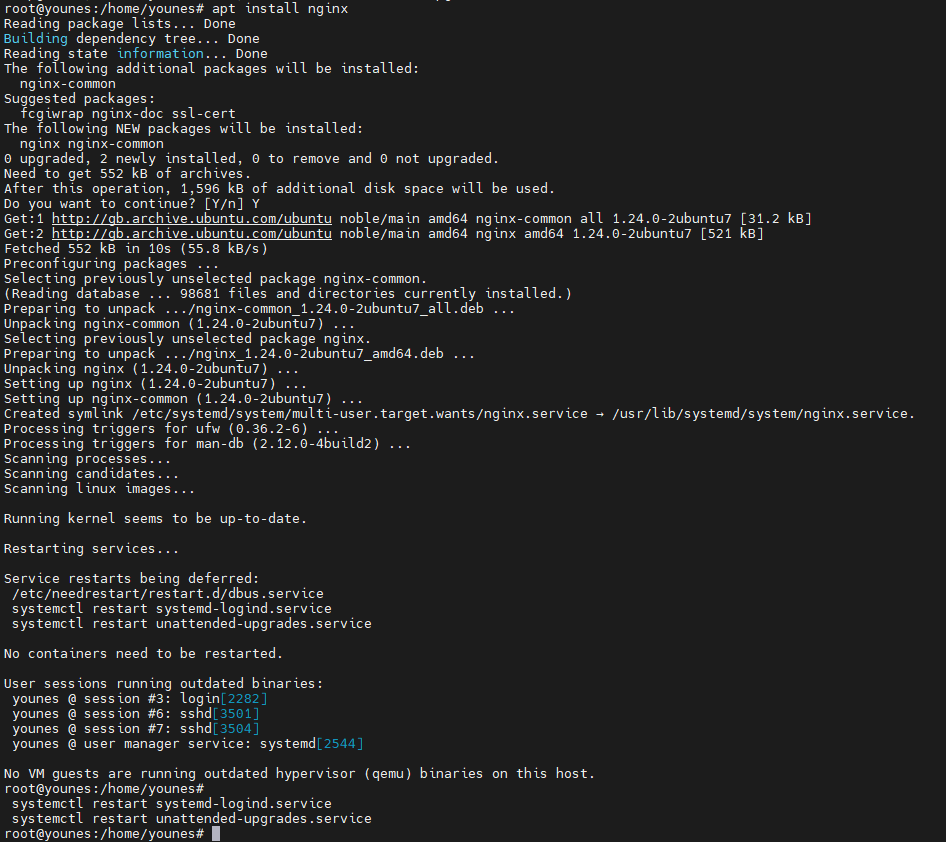 root@younes:/home/younes# apt install nginx
Reading package lists... Done
Building dependency tree... Done
Reading state information... Done
The following additional packages will be installed:
  nginx-common
Suggested packages:
  fcgiwrap nginx-doc ssl-cert
The following NEW packages will be installed:
  nginx nginx-common
0 upgraded, 2 newly installed, 0 to remove and 0 not upgraded.
Need to get 552 kB of archives.
After this operation, 1,596 kB of additional disk space will be used.
Do you want to continue? [Y/n] Y
Get:1 http://gb.archive.ubuntu.com/ubuntu noble/main amd64 nginx-common all 1.24.0-2ubuntu7 [31.2 kB]
Get:2 http://gb.archive.ubuntu.com/ubuntu noble/main amd64 nginx amd64 1.24.0-2ubuntu7 [521 kB]
Fetched 552 kB in 10s (55.8 kB/s)
Preconfiguring packages ...
Selecting previously unselected package nginx-common.
(Reading database ... 98681 files and directories currently installed.)
Preparing to unpack .../nginx-common_1.24.0-2ubuntu7_all.deb ...
Unpacking nginx-common (1.24.0-2ubuntu7) ...
Selecting previously unselected package nginx.
Preparing to unpack .../nginx_1.24.0-2ubuntu7_amd64.deb ...
Unpacking nginx (1.24.0-2ubuntu7) ...
Setting up nginx (1.24.0-2ubuntu7) ...
Setting up nginx-common (1.24.0-2ubuntu7) ...
Created symlink /etc/systemd/system/multi-user.target.wants/nginx.service → /usr/lib/systemd/system/nginx.service.
Processing triggers for ufw (0.36.2-6) ...
Processing triggers for man-db (2.12.0-4build2) ...
Scanning processes...
Scanning candidates...
Scanning linux images...

Running kernel seems to be up-to-date.

Restarting services...

Service restarts being deferred:
 /etc/needrestart/restart.d/dbus.service
 systemctl restart systemd-logind.service
 systemctl restart unattended-upgrades.service

No containers need to be restarted.

User sessions running outdated binaries:
 younes @ session #3: login[2282]
 younes @ session #6: sshd[3501]
 younes @ session #7: sshd[3504]
 younes @ user manager service: systemd[2544]

No VM guests are running outdated hypervisor (qemu) binaries on this host.
root@younes:/home/younes#
 systemctl restart systemd-logind.service
 systemctl restart unattended-upgrades.service
root@younes:/home/younes#